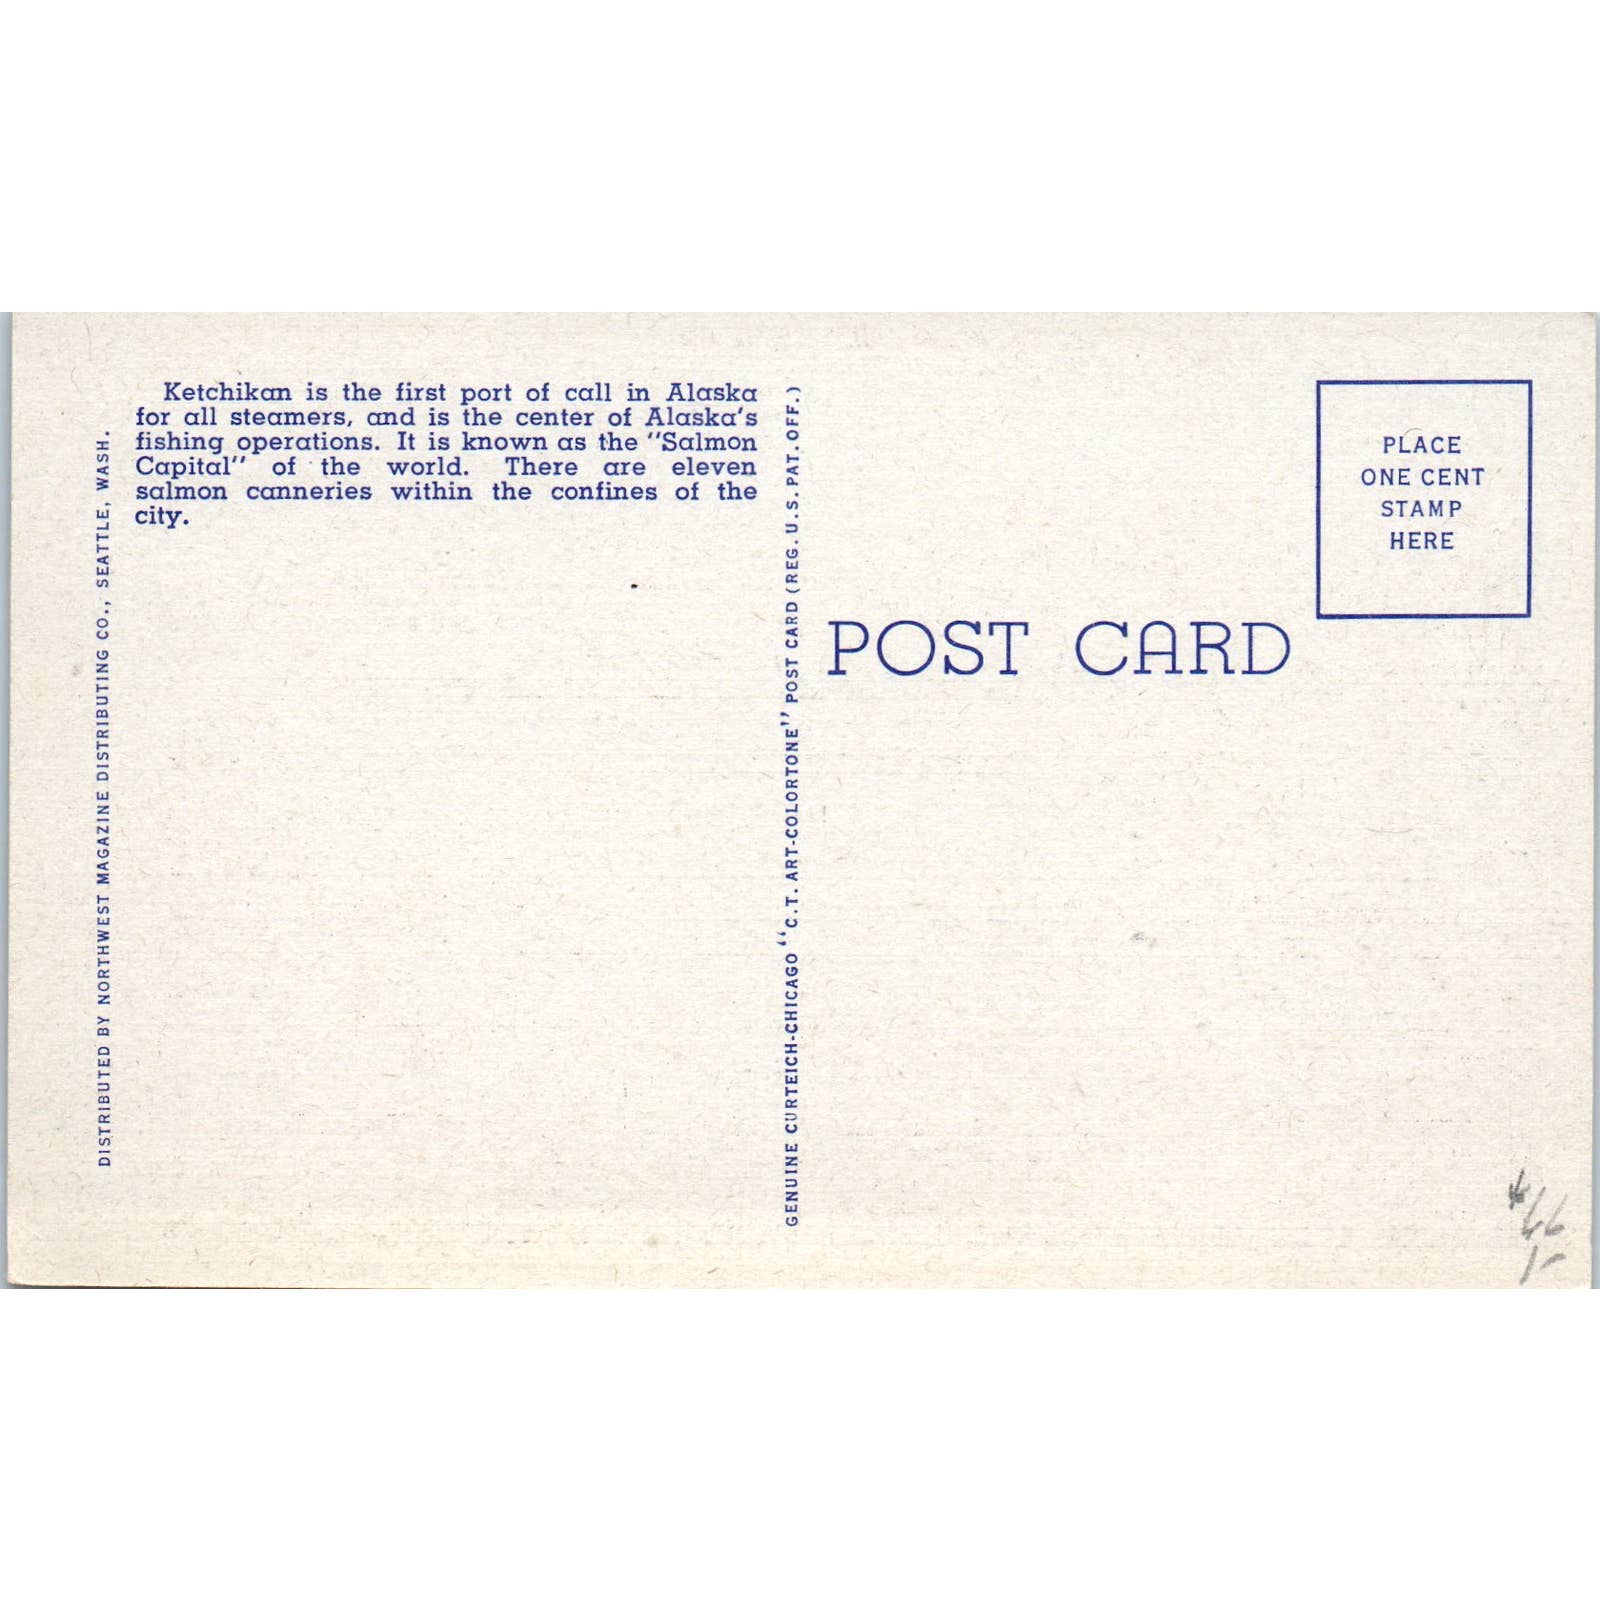 Ketchikan is the first port of call in Alaska
for all steamers, and is the center of Alaska's
fishing operations. It is known as the "Salmon
Capital" of the world. There are eleven
salmon canneries within the confines of the
city.
DISTRIBUTED BY NORTHWEST MAGAZINE DISTRIBUTING CO., SEATTLE, WASH.
GENUINE CURTEICH-CHICAGO "C.T. ART-COLORTONE" POST CARD (REG. U.S. PAT. OFF.)
PLACE
ONE CENT
STAMP
HERE
POST CARD